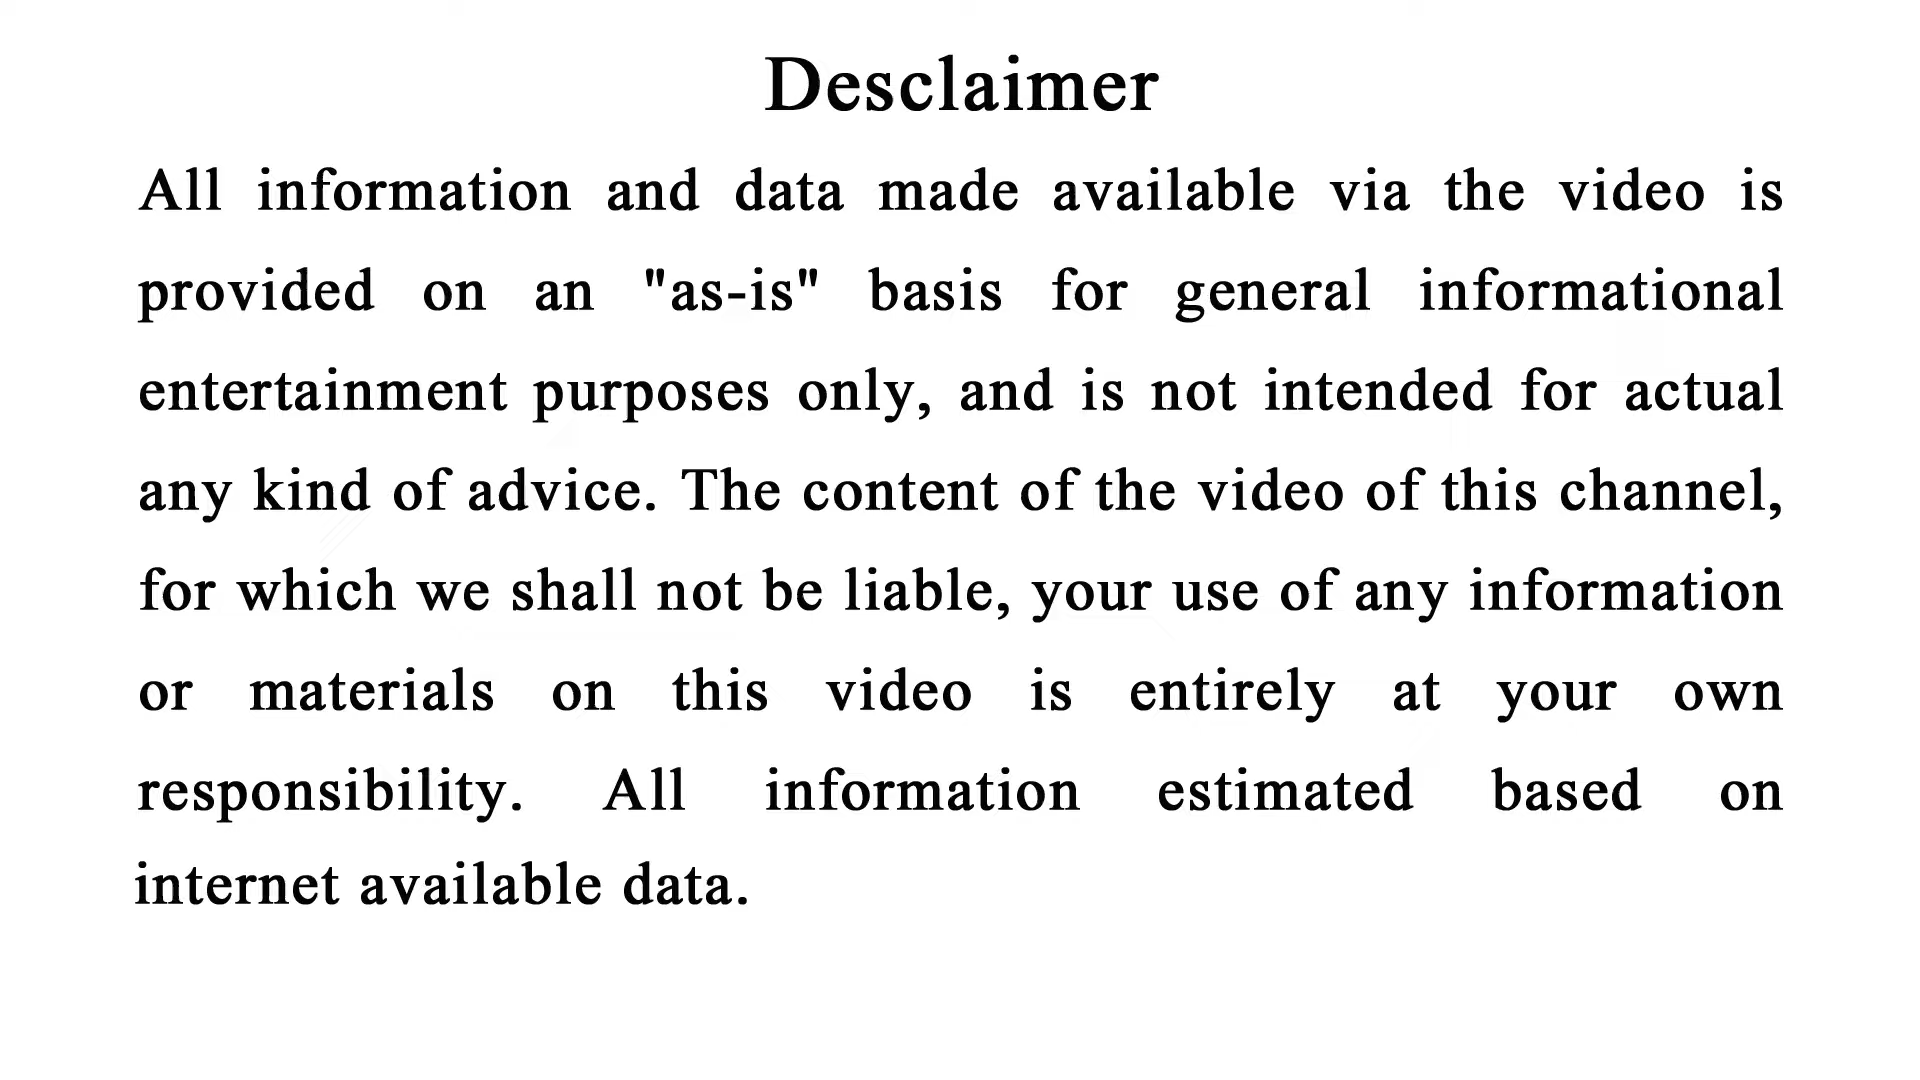 Desclaimer
All information and data made available via the video is
provided on an "as-is" basis for general informational
entertainment purposes only, and is not intended for actual
any kind of advice. The content of the video of this channel,
for which we shall not be liable, your use of any information
or materials on this video is entirely at your own
responsibility. All information estimated based on
internet available data.